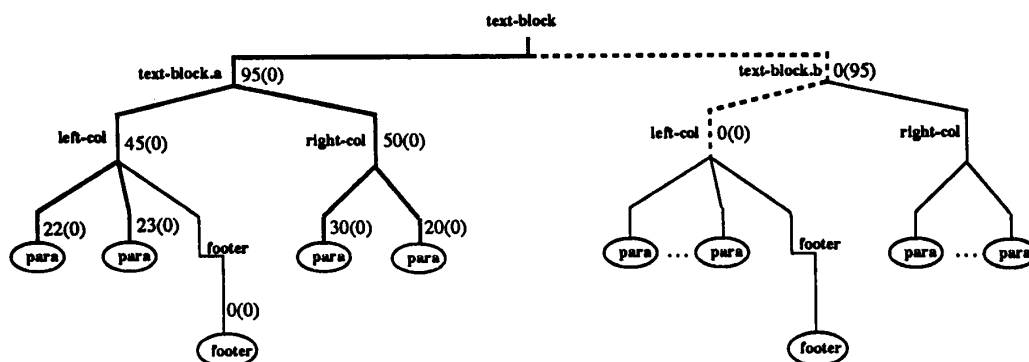 text-block
text-block.a 95(0) text-block.b 0(95)
left-col 45(0) right-col 50(0) left-col 0(0) right-col
22(0) 23(0) 30(0) 20(0)
para para footer para para para ... para footer para ... para
0(0)
footer footer